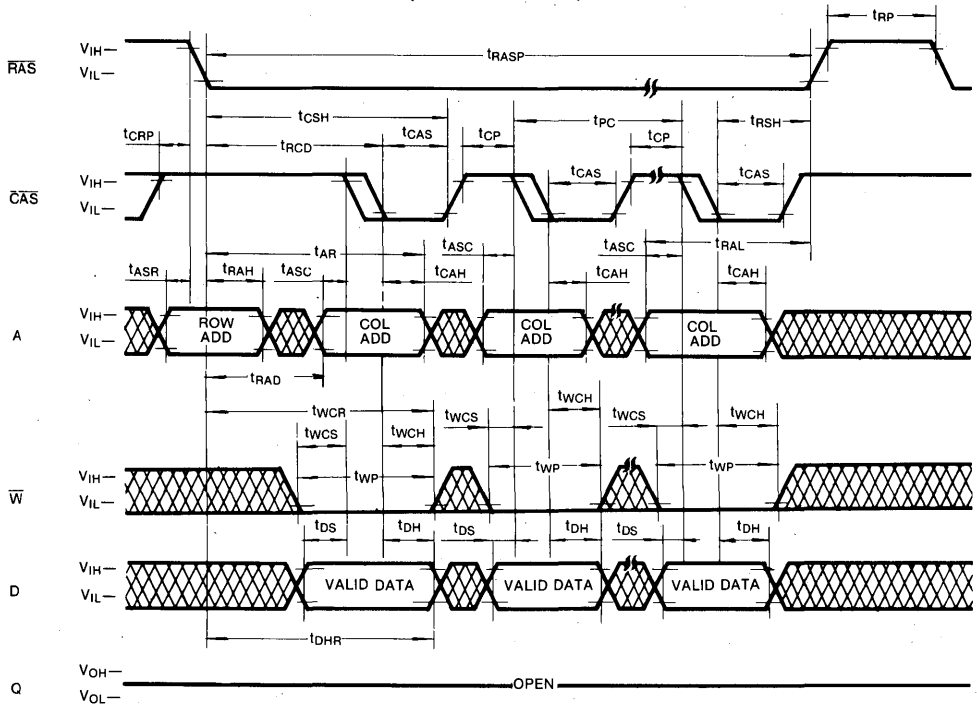 tRP
VIH
tRASP
RAS
VIL
tCSH
tPC
tRSH
tCRP
tRCD
tCAS
tCP
tCP
VIH
tCAS
tCAS
CAS
VIL
tAR
tASC
tASC
tRAL
tASR
tRAH
tASC
tCAH
tCAH
tCAH
VIH
A
ROW ADD
COL ADD
COL ADD
COL ADD
VIL
tRAD
tWCR
tWCH
tWCS
tWCH
tWCS
tWCS
tWCH
tWP
tWP
tWP
VIH
W
VIL
tDS
tDH
tDS
tDH
tDS
tDH
VIH
D
VALID DATA
VALID DATA
VALID DATA
VIL
tDHR
VOH
Q
OPEN
VOL